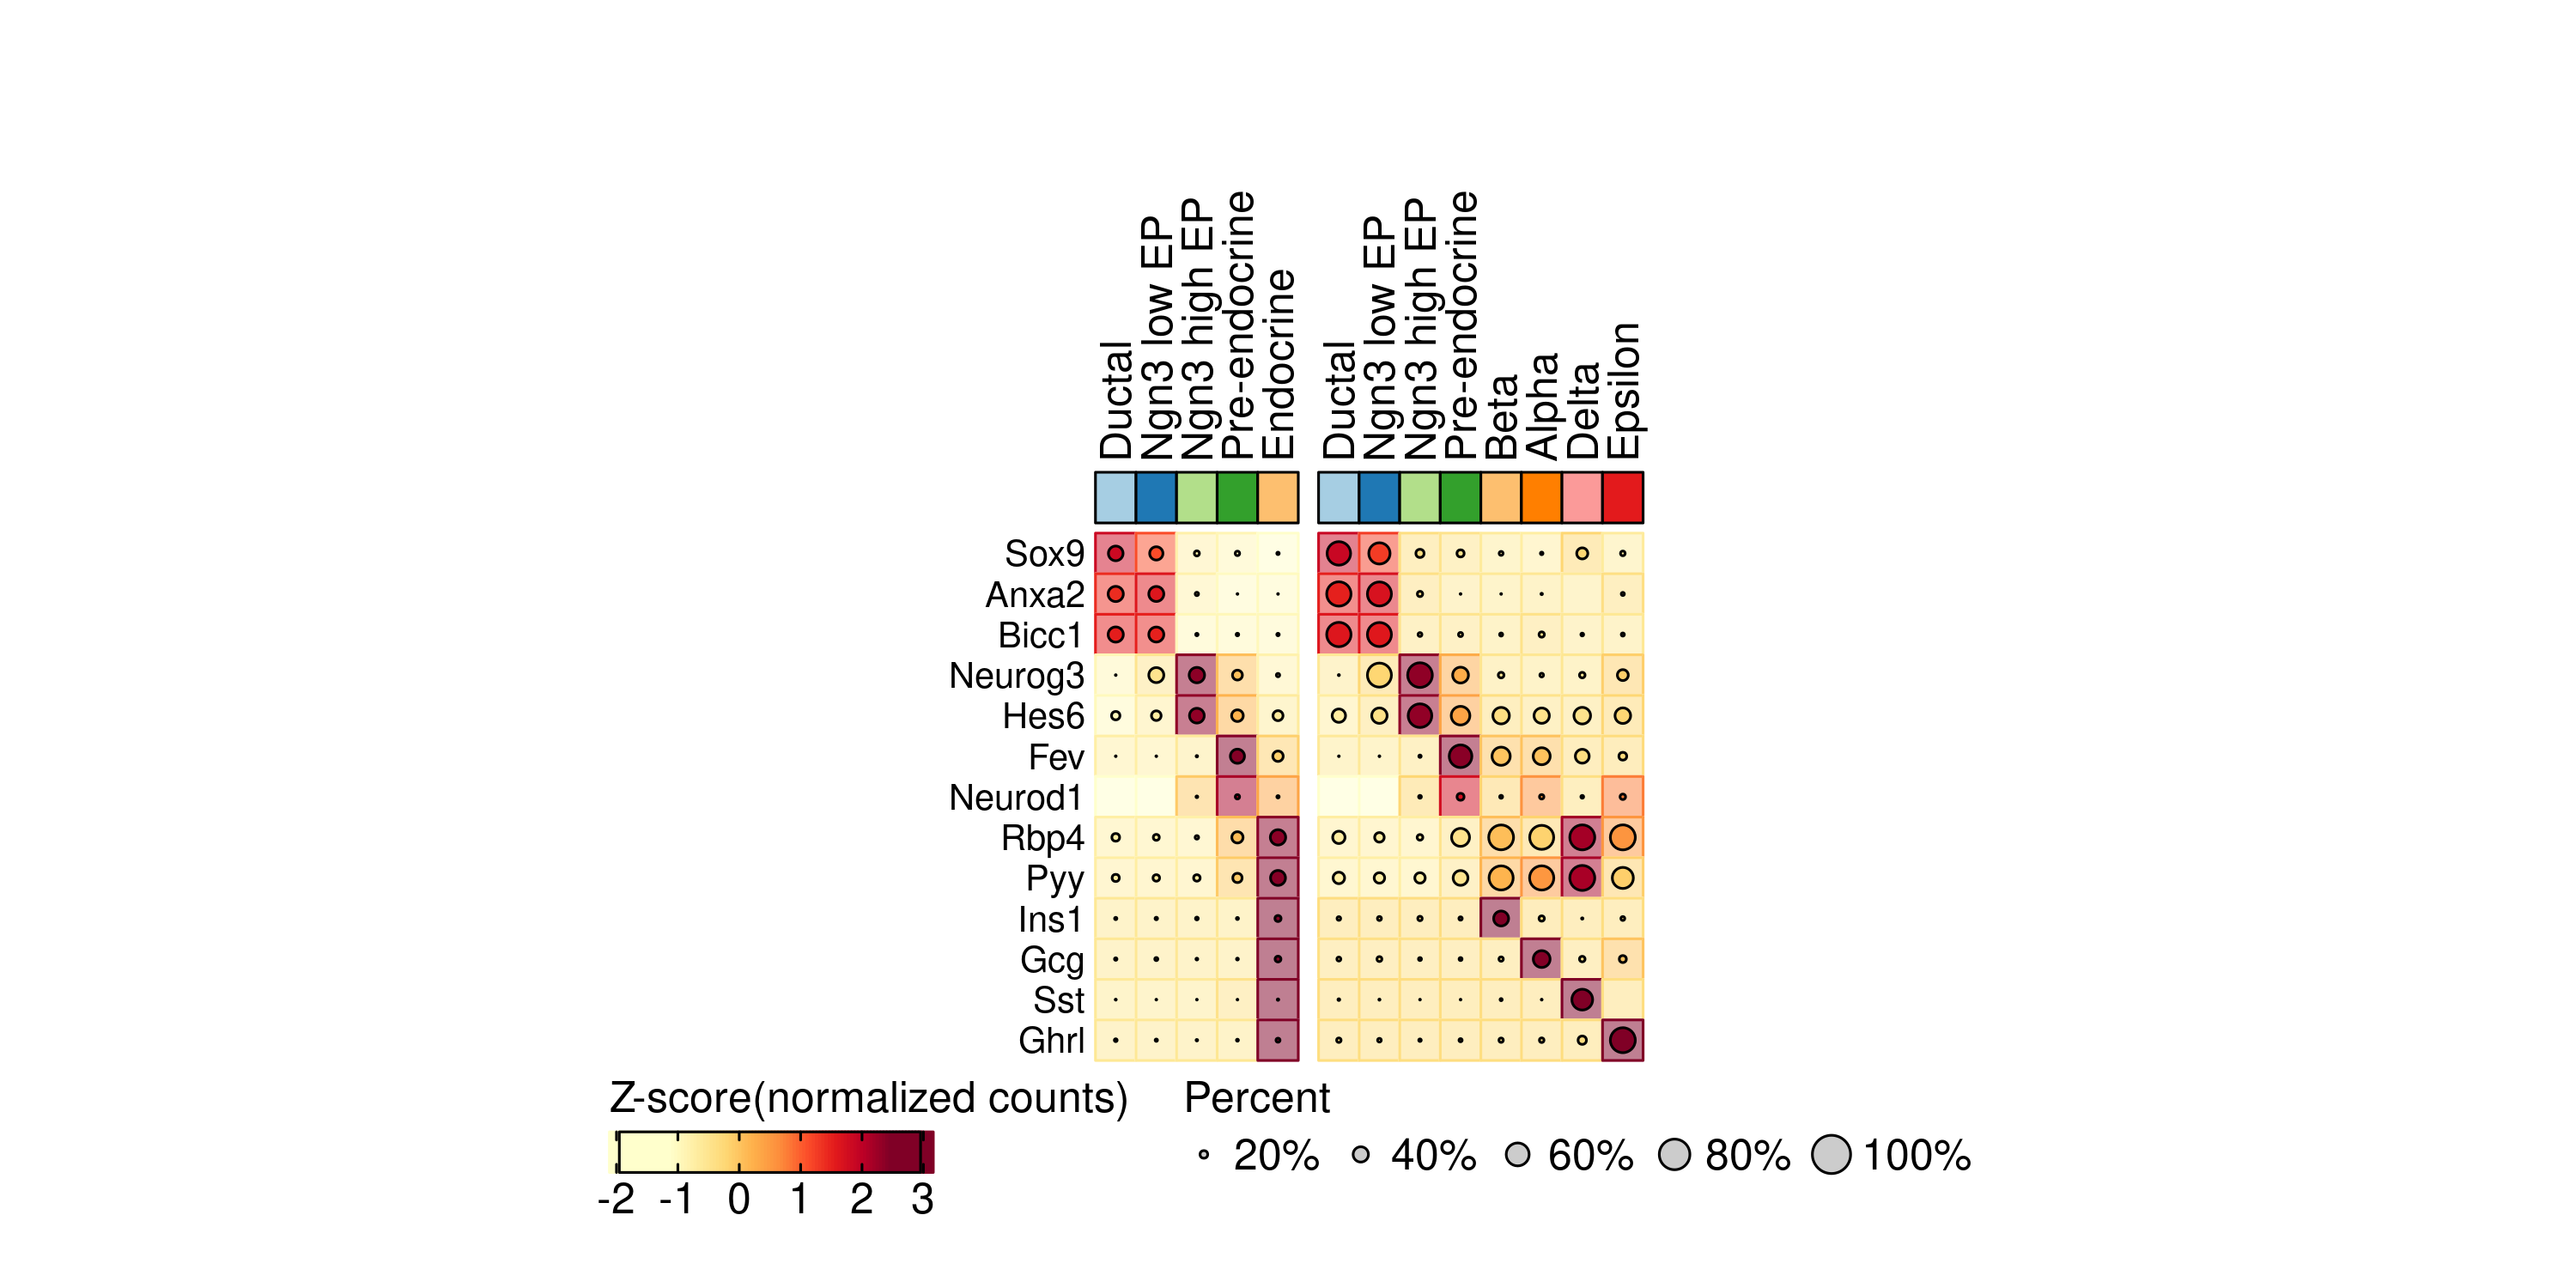 Ductal
Ngn3 low EP
Ngn3 high EP
Pre-endocrine
Endocrine
Ductal
Ngn3 low EP
Ngn3 high EP
Pre-endocrine
Beta
Alpha
Delta
Epsilon
Sox9
Anxa2
Bicc1
Neurog3
Hes6
Fev
Neurod1
Rbp4
Pyy
Ins1
Gcg
Sst
Ghrl
Z-score(normalized counts)
-2 -1 0 1 2 3
Percent
20% 40% 60% 80% 100%